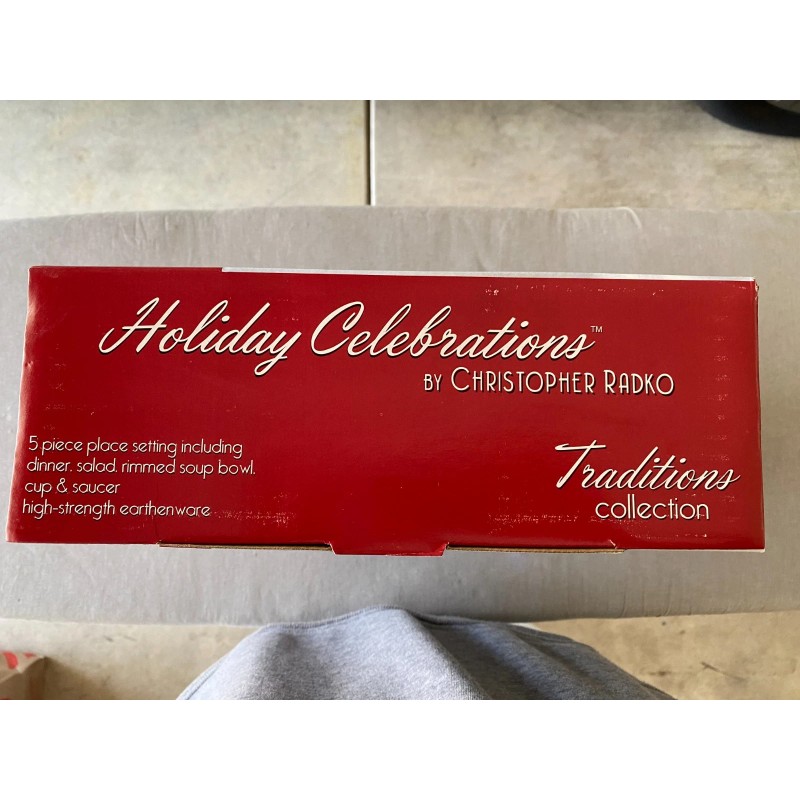 Holiday Celebrations™
BY CHRISTOPHER RADKO
5 piece place setting including
dinner, salad, rimmed soup bowl,
cup & saucer
high-strength earthenware
Traditions
collection